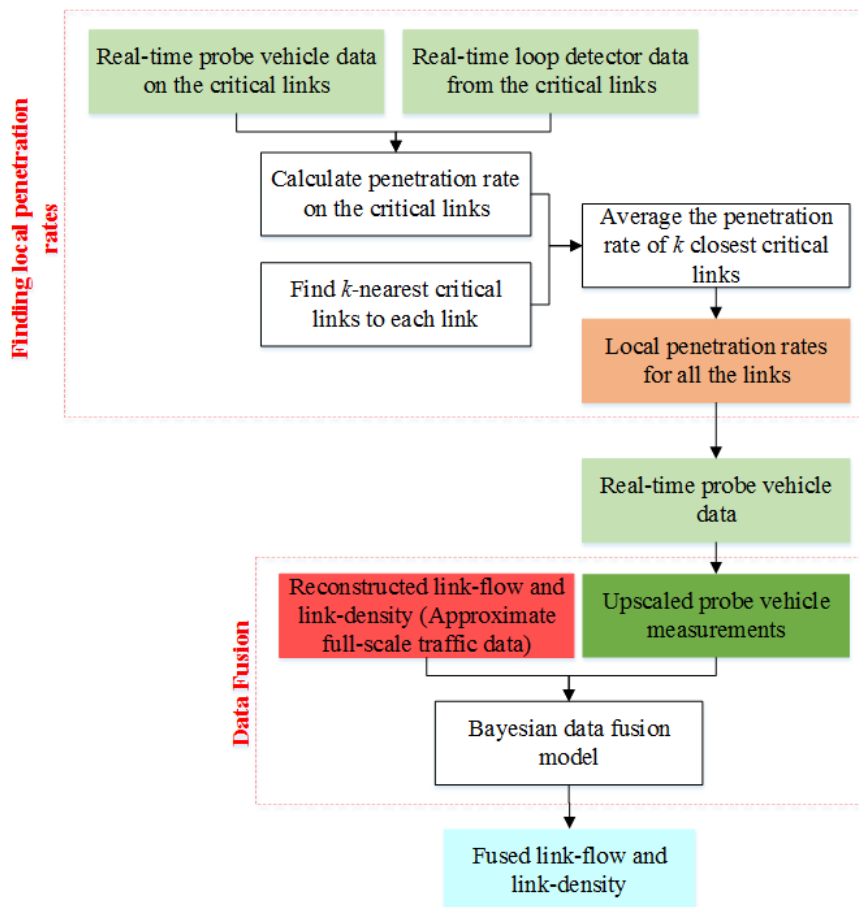 Finding local penetration
rates
Real-time probe vehicle data
on the critical links
Real-time loop detector data
from the critical links
Calculate penetration rate
on the critical links
Find k-nearest critical
links to each link
Average the penetration
rate of k closest critical
links
Local penetration rates
for all the links
Real-time probe vehicle
data
Data Fusion
Reconstructed link-flow and
link-density (Approximate
full-scale traffic data)
Upscaled probe vehicle
measurements
Bayesian data fusion
model
Fused link-flow and
link-density